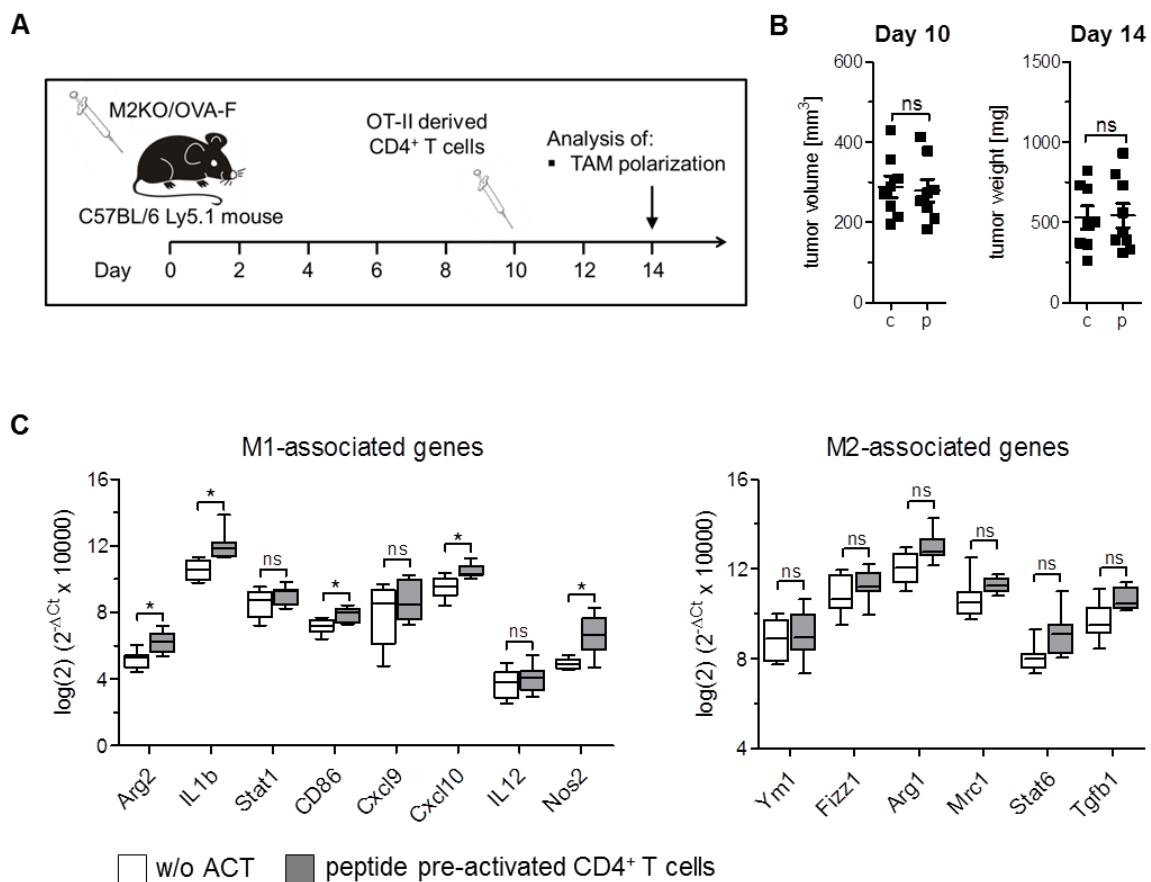 A
M2KO/OVA-F
C57BL/6 Ly5.1 mouse
OT-II derived
CD4⁺ T cells
Analysis of:
▪ TAM polarization
Day 0 2 4 6 8 10 12 14
B
Day 10
tumor volume [mm³]
600
400
200
0
ns
c p
Day 14
tumor weight [mg]
1500
1000
500
0
ns
c p
C
M1-associated genes
log(2) (2^-ΔCt x 10000)
16
12
8
4
0
* * ns * ns * ns *
Arg2 IL1b Stat1 CD86 Cxcl9 Cxcl10 IL12 Nos2
M2-associated genes
log(2) (2^-ΔCt x 10000)
16
12
8
4
ns ns ns ns ns ns
Ym1 Fizz1 Arg1 Mrc1 Stat6 Tgfb1
w/o ACT peptide pre-activated CD4⁺ T cells